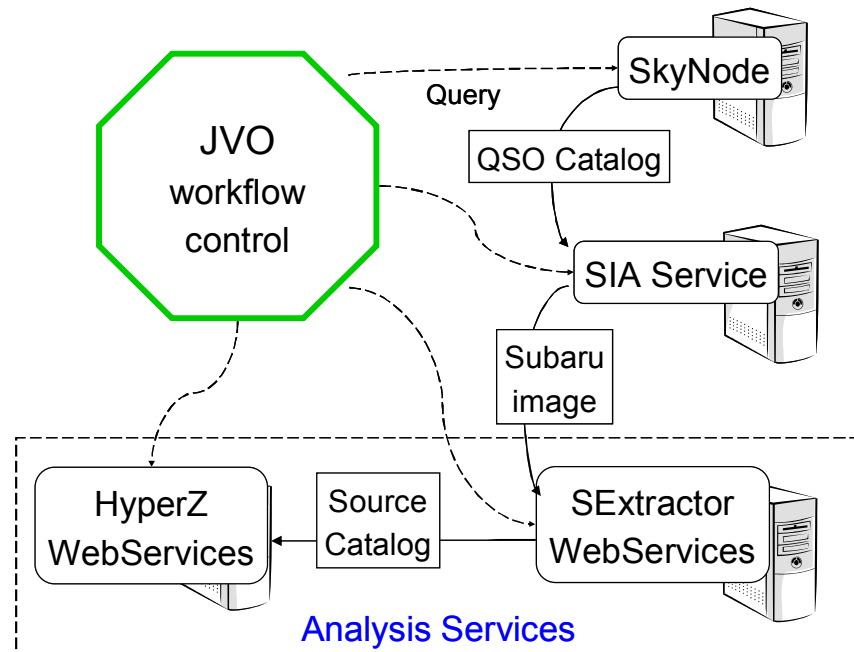 SkyNode
Query
JVO
workflow
control
QSO Catalog
SIA Service
Subaru
image
HyperZ
WebServices
Source
Catalog
SExtractor
WebServices
Analysis Services